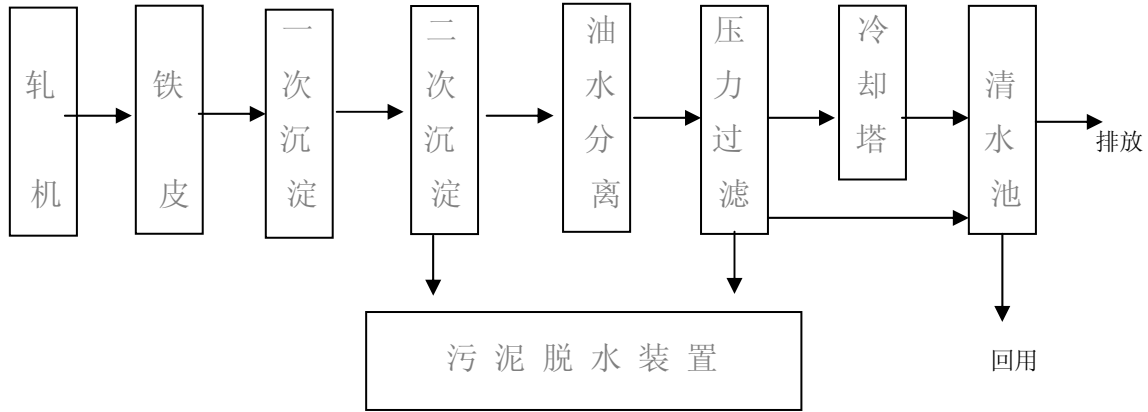 轧机
铁皮
一次沉淀
二次沉淀
油水分离
压力过滤
冷却塔
清水池
排放
污泥脱水装置
回用